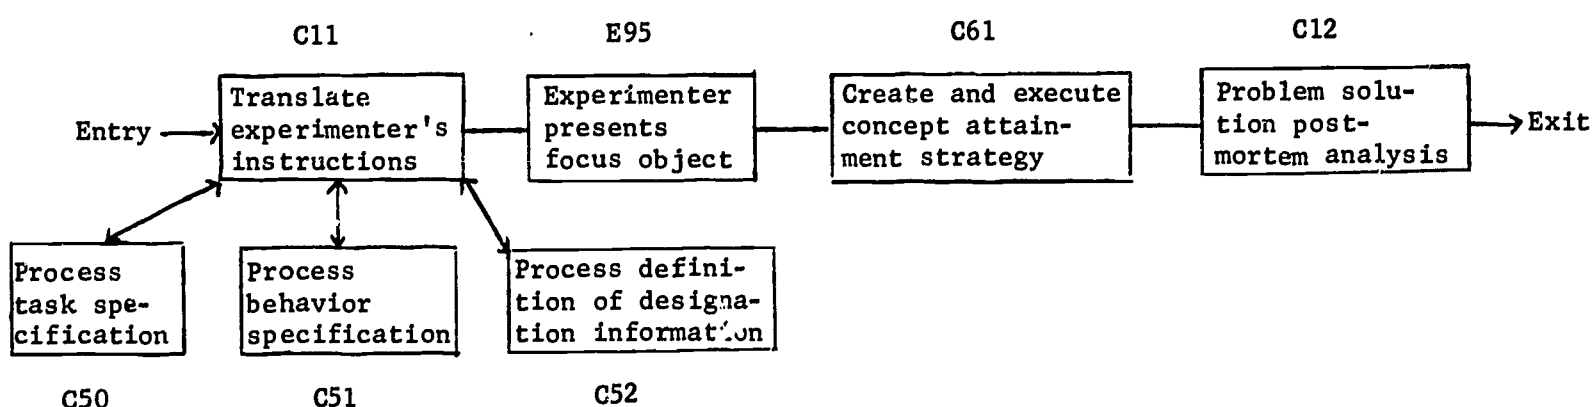 C11
E95
C61
C12
Entry
Translate
experimenter's
instructions
Experimenter
presents
focus object
Create and execute
concept attain-
ment strategy
Problem solu-
tion post-
mortem analysis
Exit
Process
task spe-
cification
Process
behavior
specification
Process defini-
tion of designa-
tion information
C50
C51
C52